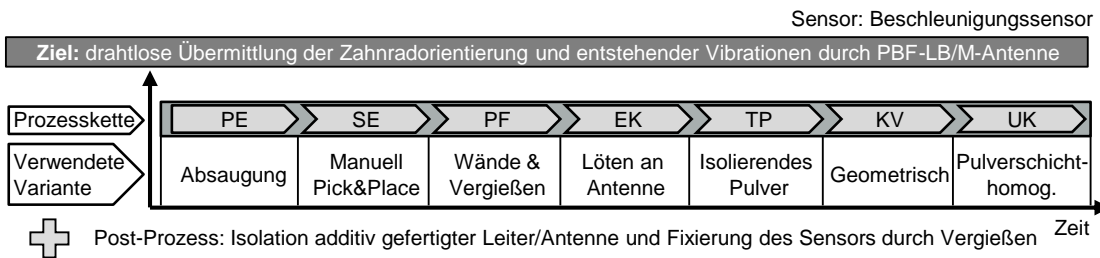 Sensor: Beschleunigungssensor
Ziel: drahtlose Übermittlung der Zahnradorientierung und entstehender Vibrationen durch PBF-LB/M-Antenne
Prozesskette
PE
SE
PF
EK
TP
KV
UK
Verwendete
Variante
Absaugung
Manuell
Pick&Place
Wände &
Vergießen
Löten an
Antenne
Isolierendes
Pulver
Geometrisch
Pulverschicht-
homog.
Zeit
Post-Prozess: Isolation additiv gefertigter Leiter/Antenne und Fixierung des Sensors durch Vergießen